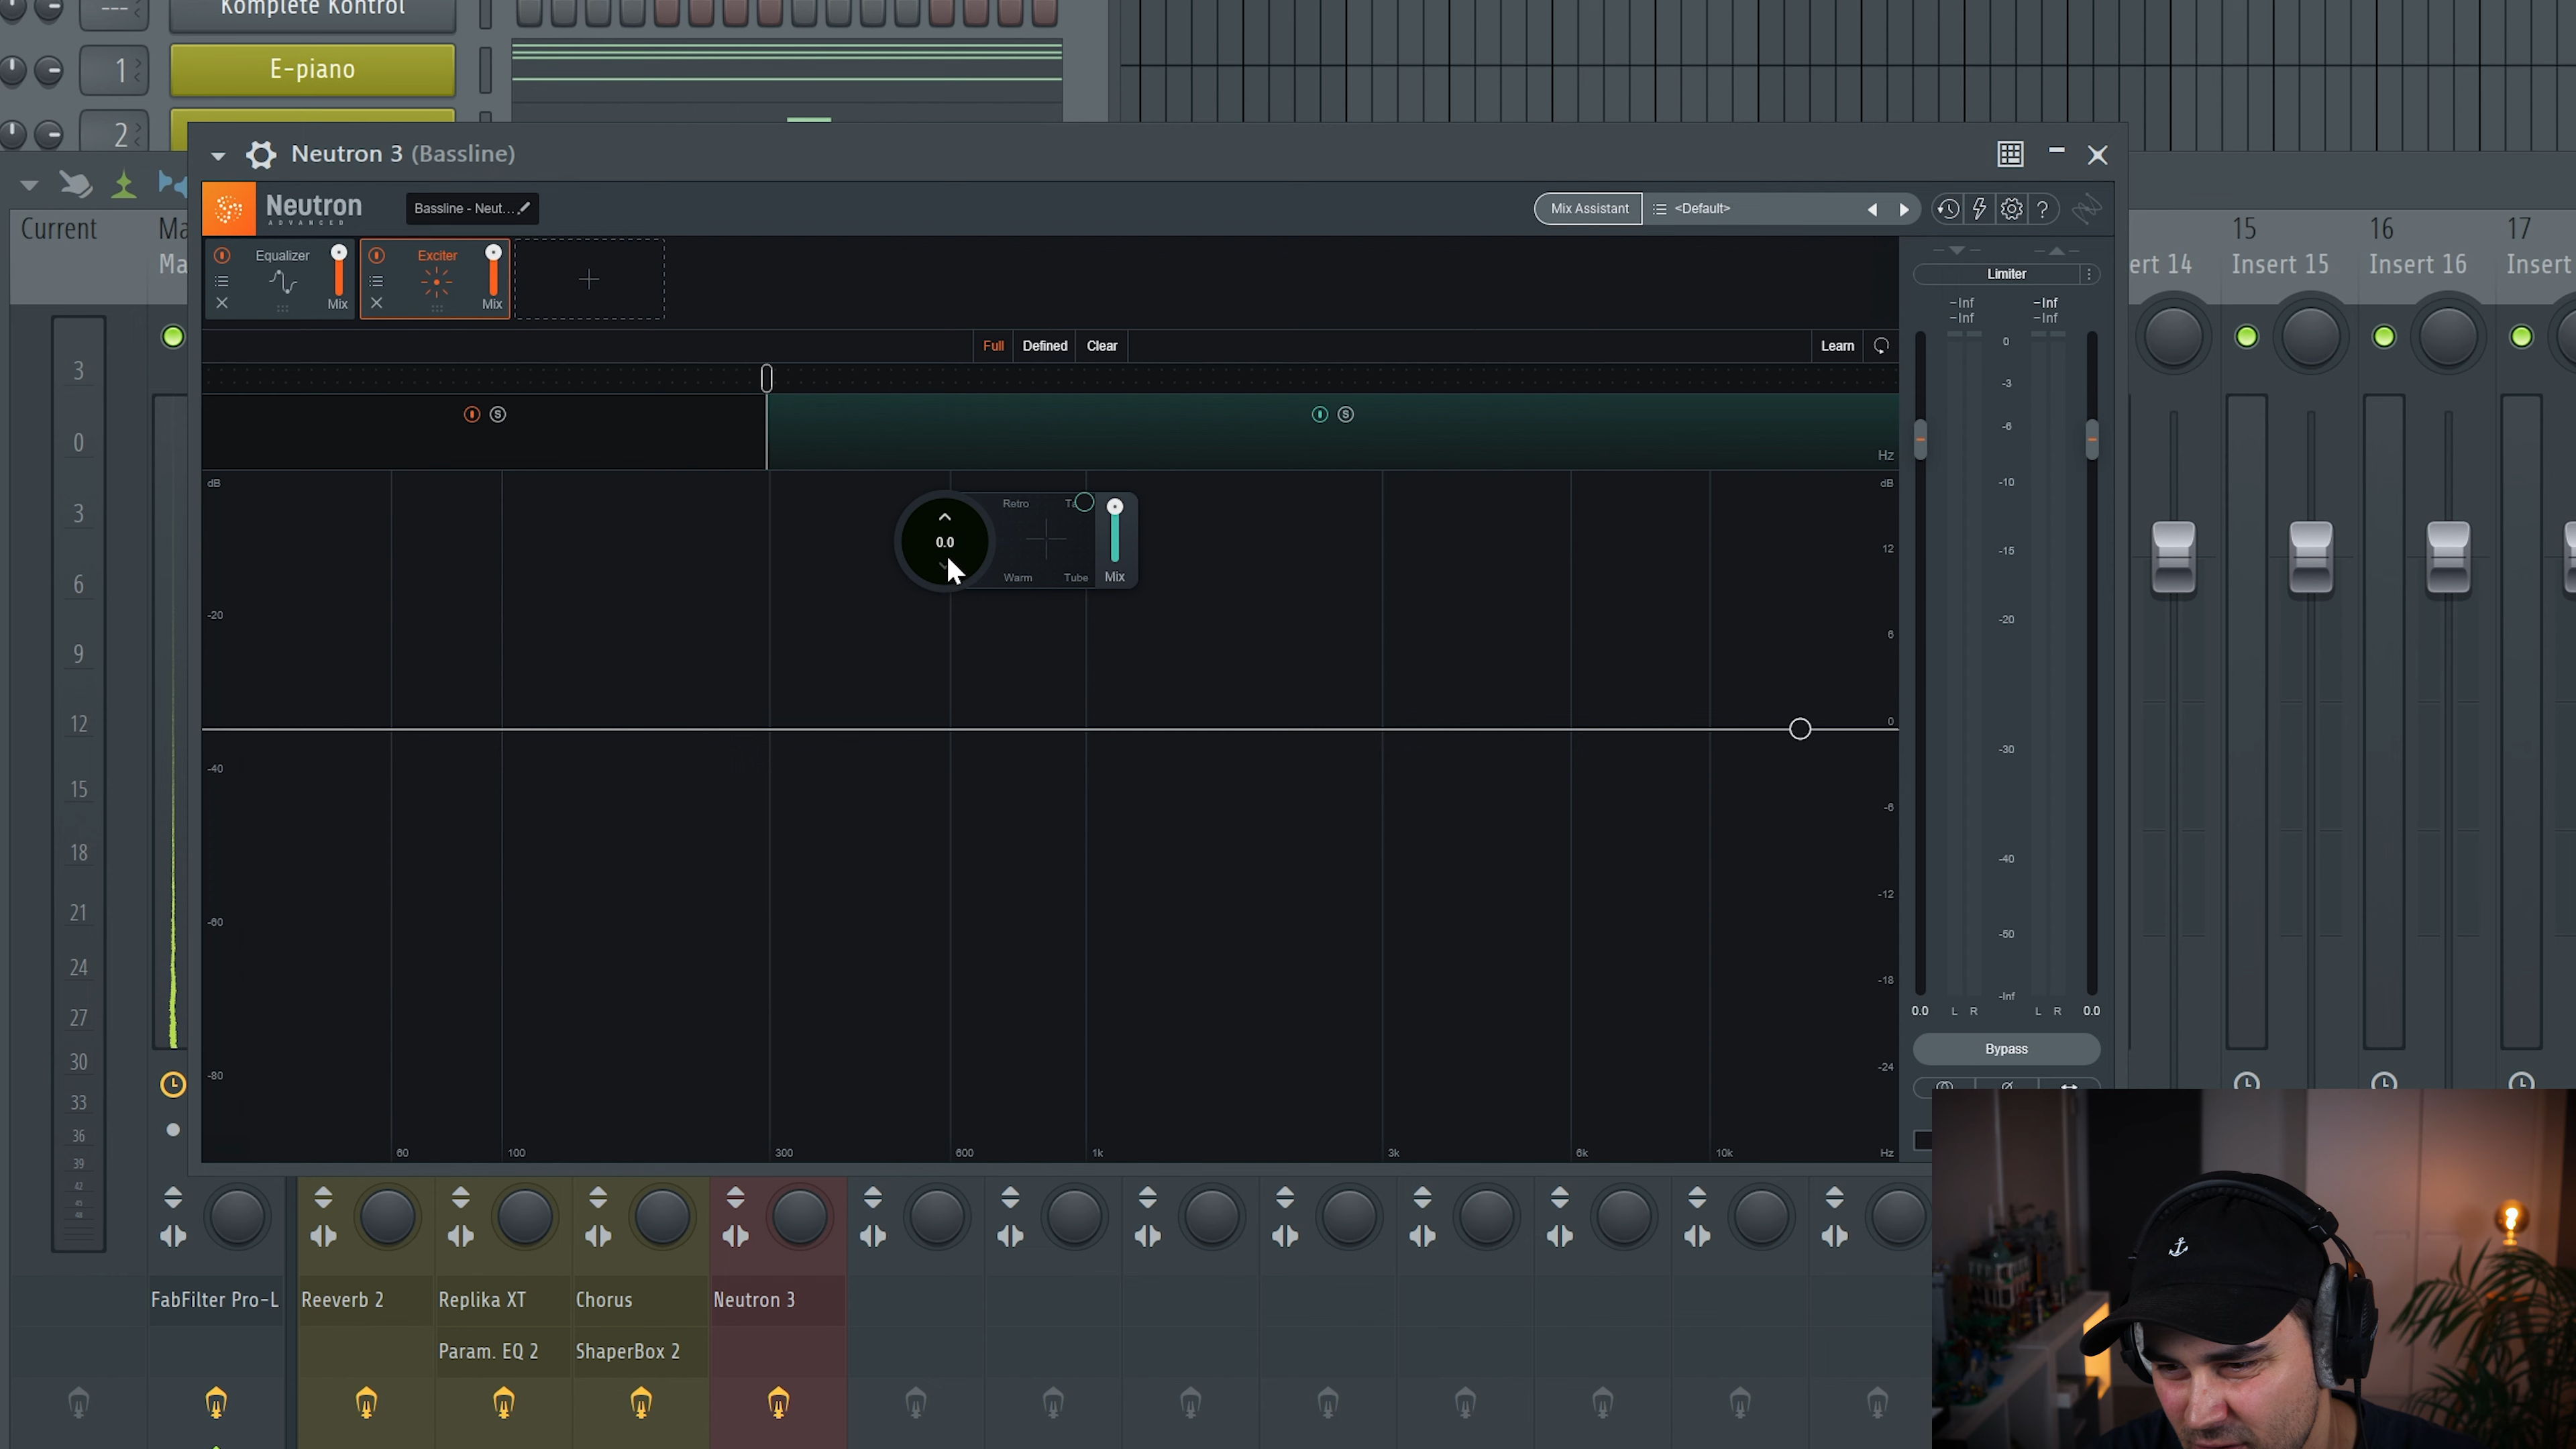 Komplete Kontrol
1
E-piano
2
Neutron 3 (Bassline)
Neutron
ADVANCED
Bassline - Neut...
Mix Assistant
<Default>
?
Current
15
16
17
Insert 15
Insert 16
Insert
Equalizer
Mix
Exciter
Mix
Limiter
-Inf
-Inf
-Inf
-Inf
Full
Defined
Clear
Learn
S
S
Hz
dB
dB
Retro
0.0
Warm
Tube
Mix
12
6
0
-6
-12
-18
-24
-20
-40
-60
-80
60
100
300
600
1k
3k
6k
10k
Hz
0
-3
-6
-10
-15
-20
-30
-40
-50
-Inf
0.0
L
R
L
R
0.0
Bypass
3
0
3
6
9
12
15
18
21
24
27
30
33
36
39
42
45
48
FabFilter Pro-L
Reeverb 2
Replika XT
Chorus
Neutron 3
Param. EQ 2
ShaperBox 2